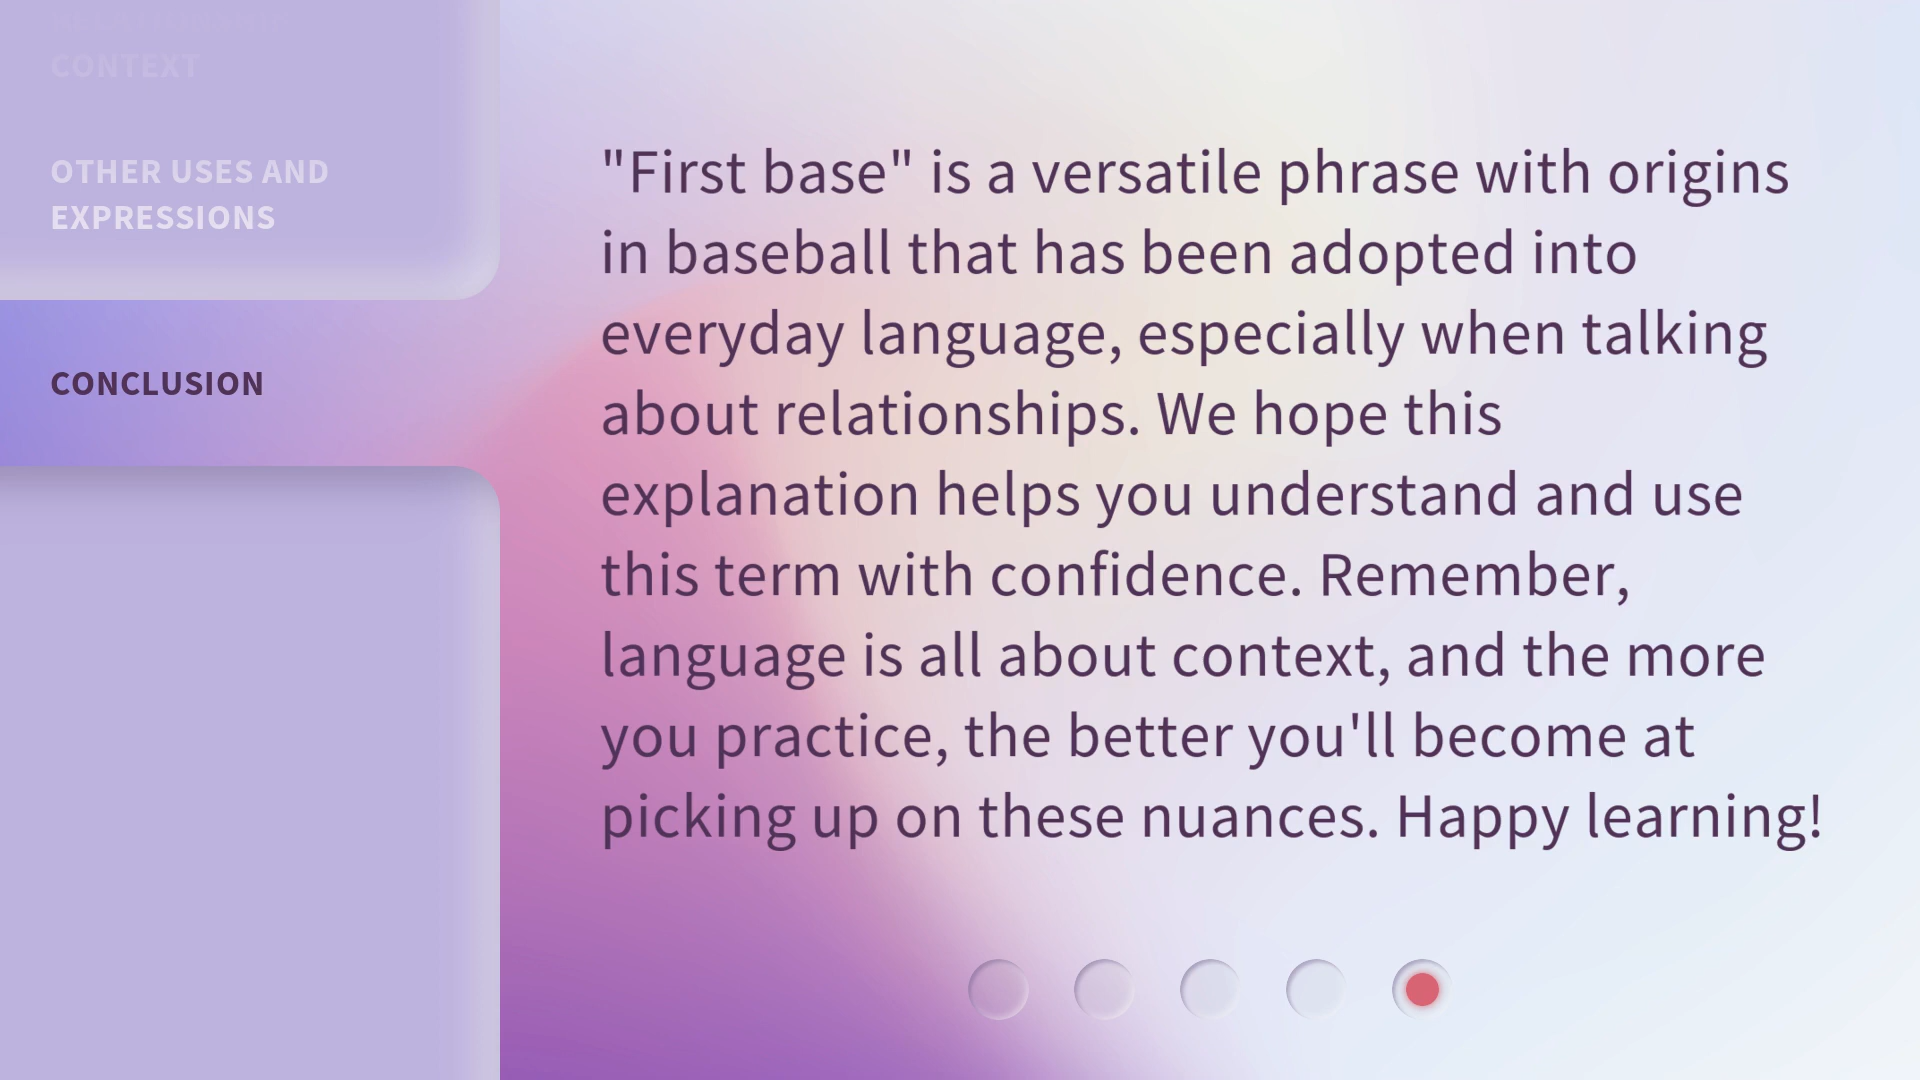 CONTEXT
OTHER USES AND
EXPRESSIONS
CONCLUSION
"First base" is a versatile phrase with origins
in baseball that has been adopted into
everyday language, especially when talking
about relationships. We hope this
explanation helps you understand and use
this term with confidence. Remember,
language is all about context, and the more
you practice, the better you'll become at
picking up on these nuances. Happy learning!